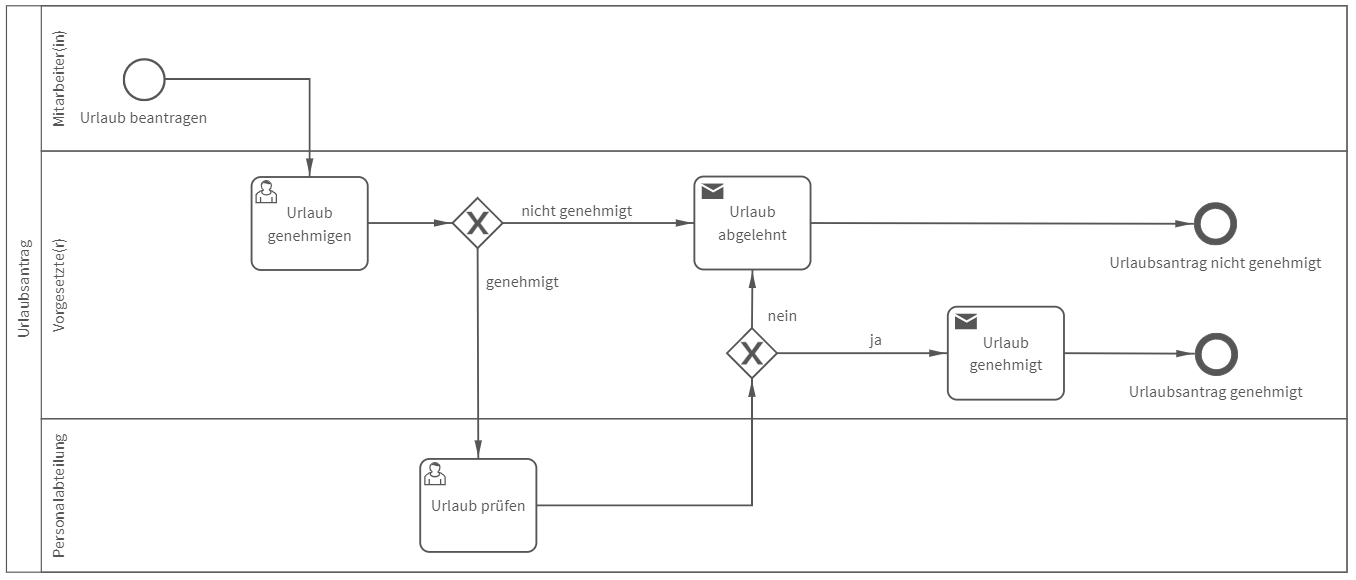 Urlaubsantrag
Mitarbeiter(in)
Urlaub beantragen
Vorgesetzte(r)
Urlaub
genehmigen
nicht genehmigt
genehmigt
Urlaub
abgelehnt
Urlaubsantrag nicht genehmigt
nein
ja
Urlaub
genehmigt
Urlaubsantrag genehmigt
Personalabteilung
Urlaub prüfen